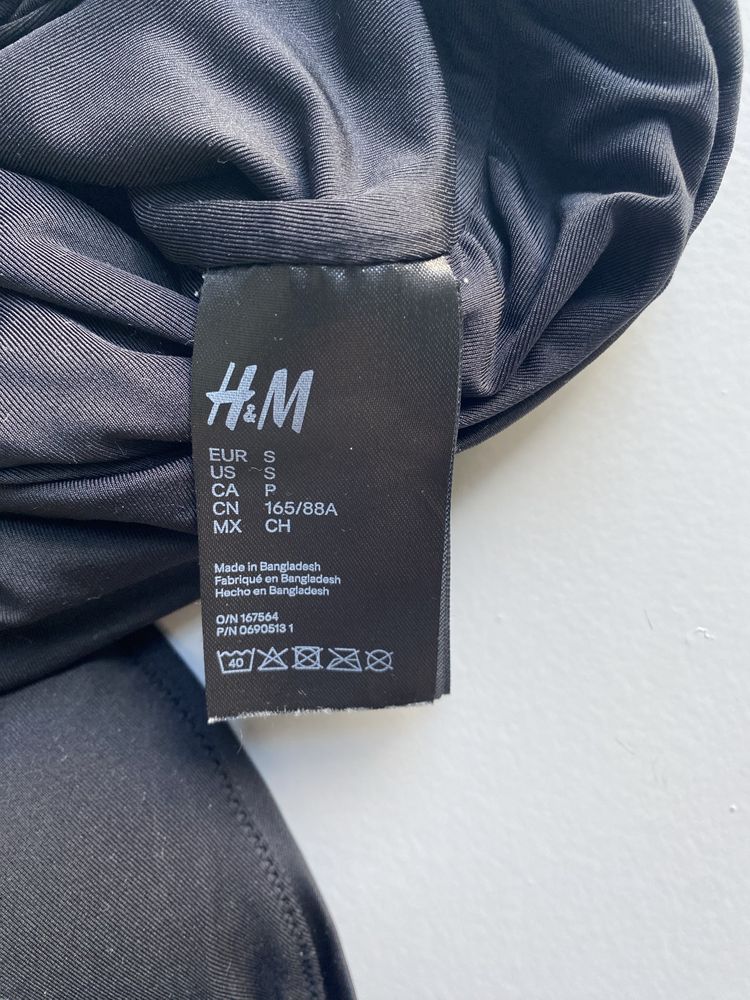 H&M
EUR S
US S
CA P
CN 165/88A
MX CH
Made in Bangladesh
Fabriqué en Bangladesh
Hecho en Bangladesh
O/N 167564
P/N 0690513 1
40